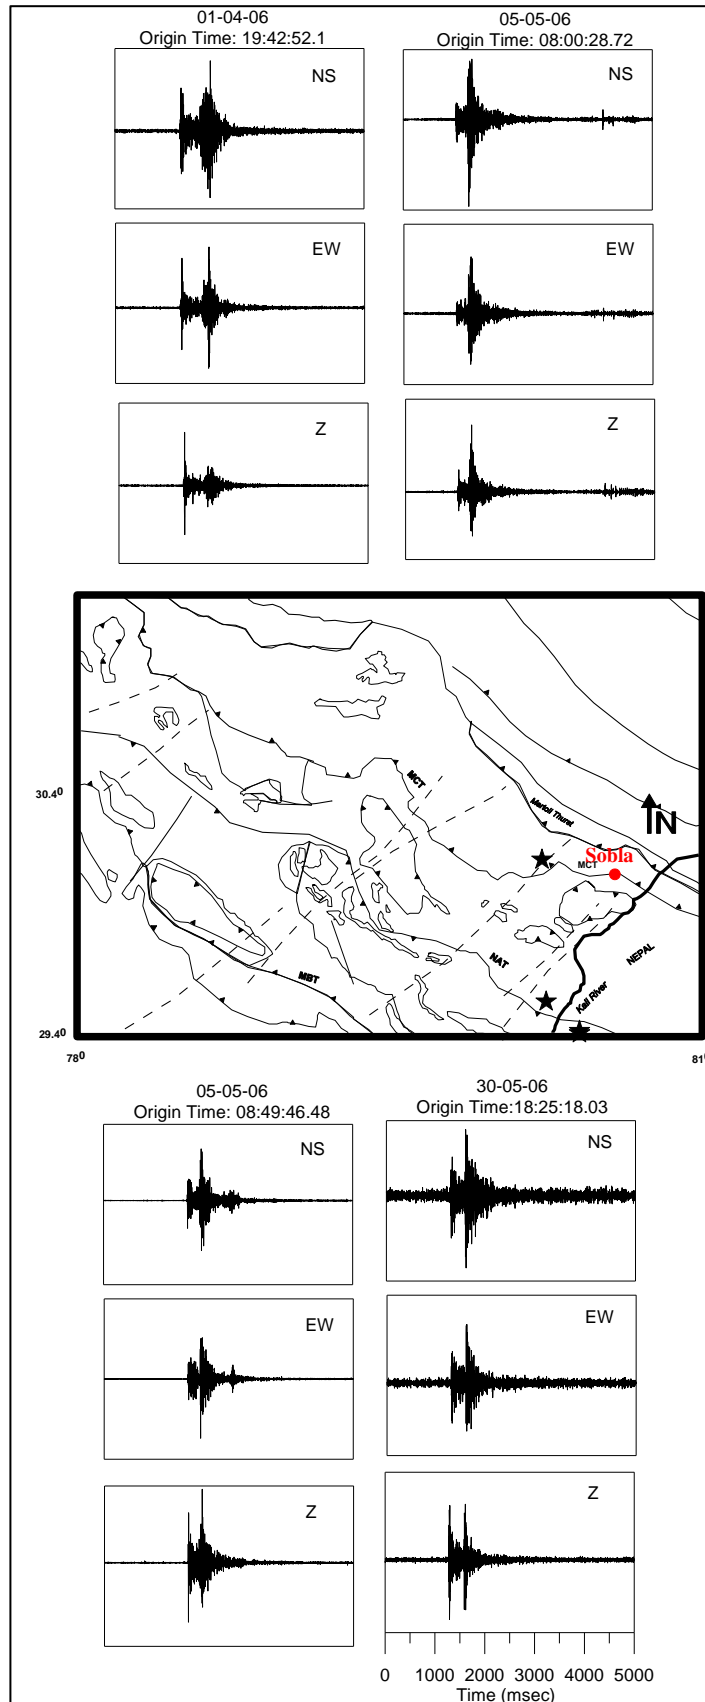 01-04-06
Origin Time: 19:42:52.1
05-05-06
Origin Time: 08:00:28.72
NS
NS
EW
EW
Z
Z
MCT
30.4⁰
Martoli Thurst
N
Sobla
MCT
NEPAL
NAT
MBT
Kali River
29.4⁰
78⁰
81⁰
05-05-06
Origin Time: 08:49:46.48
30-05-06
Origin Time:18:25:18.03
NS
NS
EW
EW
Z
Z
0 1000 2000 3000 4000 5000
Time (msec)